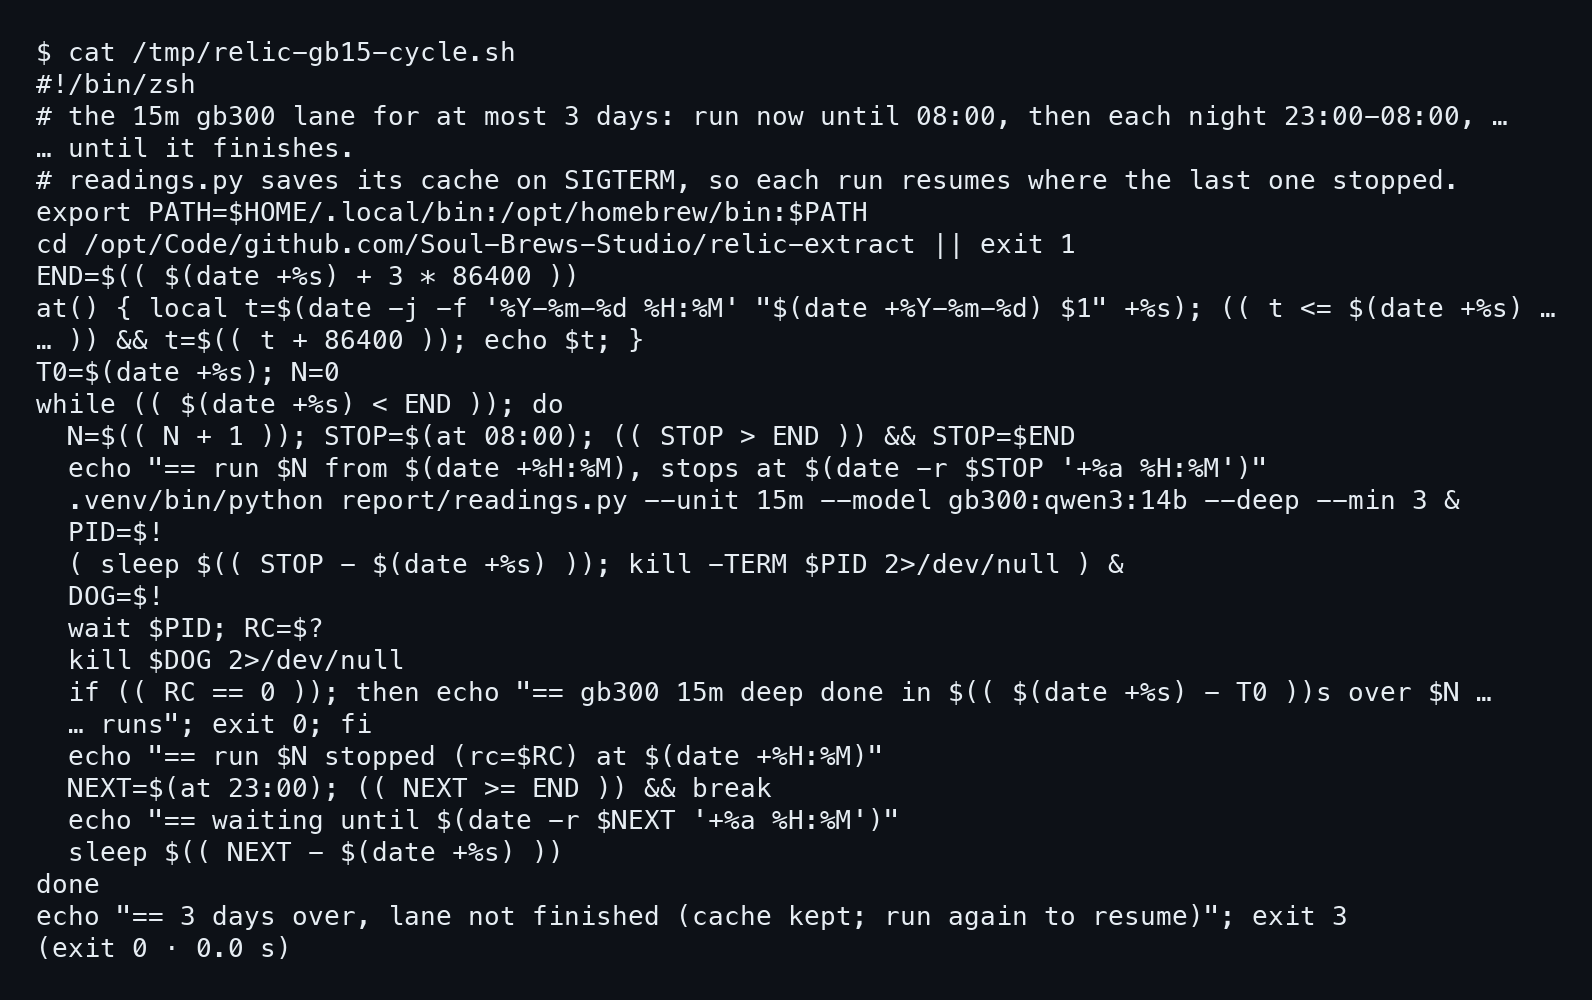 $ cat /tmp/relic-gb15-cycle.sh
#!/bin/zsh
# the 15m gb300 lane for at most 3 days: run now until 08:00, then each night 23:00-08:00, …
… until it finishes.
# readings.py saves its cache on SIGTERM, so each run resumes where the last one stopped.
export PATH=$HOME/.local/bin:/opt/homebrew/bin:$PATH
cd /opt/Code/github.com/Soul-Brews-Studio/relic-extract || exit 1
END=$(( $(date +%s) + 3 * 86400 ))
at() { local t=$(date -j -f '%Y-%m-%d %H:%M' "$(date +%Y-%m-%d) $1" +%s); (( t <= $(date +%s) …
… )) && t=$(( t + 86400 )); echo $t; }
T0=$(date +%s); N=0
while (( $(date +%s) < END )); do
  N=$(( N + 1 )); STOP=$(at 08:00); (( STOP > END )) && STOP=$END
  echo "== run $N from $(date +%H:%M), stops at $(date -r $STOP '+%a %H:%M')"
  .venv/bin/python report/readings.py --unit 15m --model gb300:qwen3:14b --deep --min 3 &
  PID=$!
  ( sleep $(( STOP - $(date +%s) )); kill -TERM $PID 2>/dev/null ) &
  DOG=$!
  wait $PID; RC=$?
  kill $DOG 2>/dev/null
  if (( RC == 0 )); then echo "== gb300 15m deep done in $(( $(date +%s) - T0 ))s over $N …
  … runs"; exit 0; fi
  echo "== run $N stopped (rc=$RC) at $(date +%H:%M)"
  NEXT=$(at 23:00); (( NEXT >= END )) && break
  echo "== waiting until $(date -r $NEXT '+%a %H:%M')"
  sleep $(( NEXT - $(date +%s) ))
done
echo "== 3 days over, lane not finished (cache kept; run again to resume)"; exit 3
(exit 0 · 0.0 s)